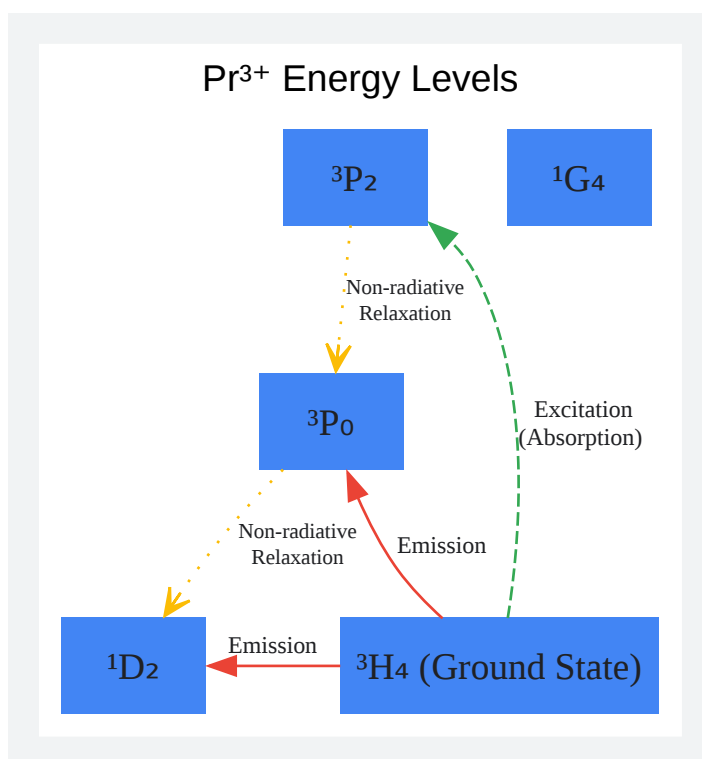 Pr³⁺ Energy Levels
³P₂
¹G₄
Non-radiative
Relaxation
³P₀
Excitation
(Absorption)
Non-radiative
Relaxation
Emission
Emission
¹D₂
³H₄ (Ground State)